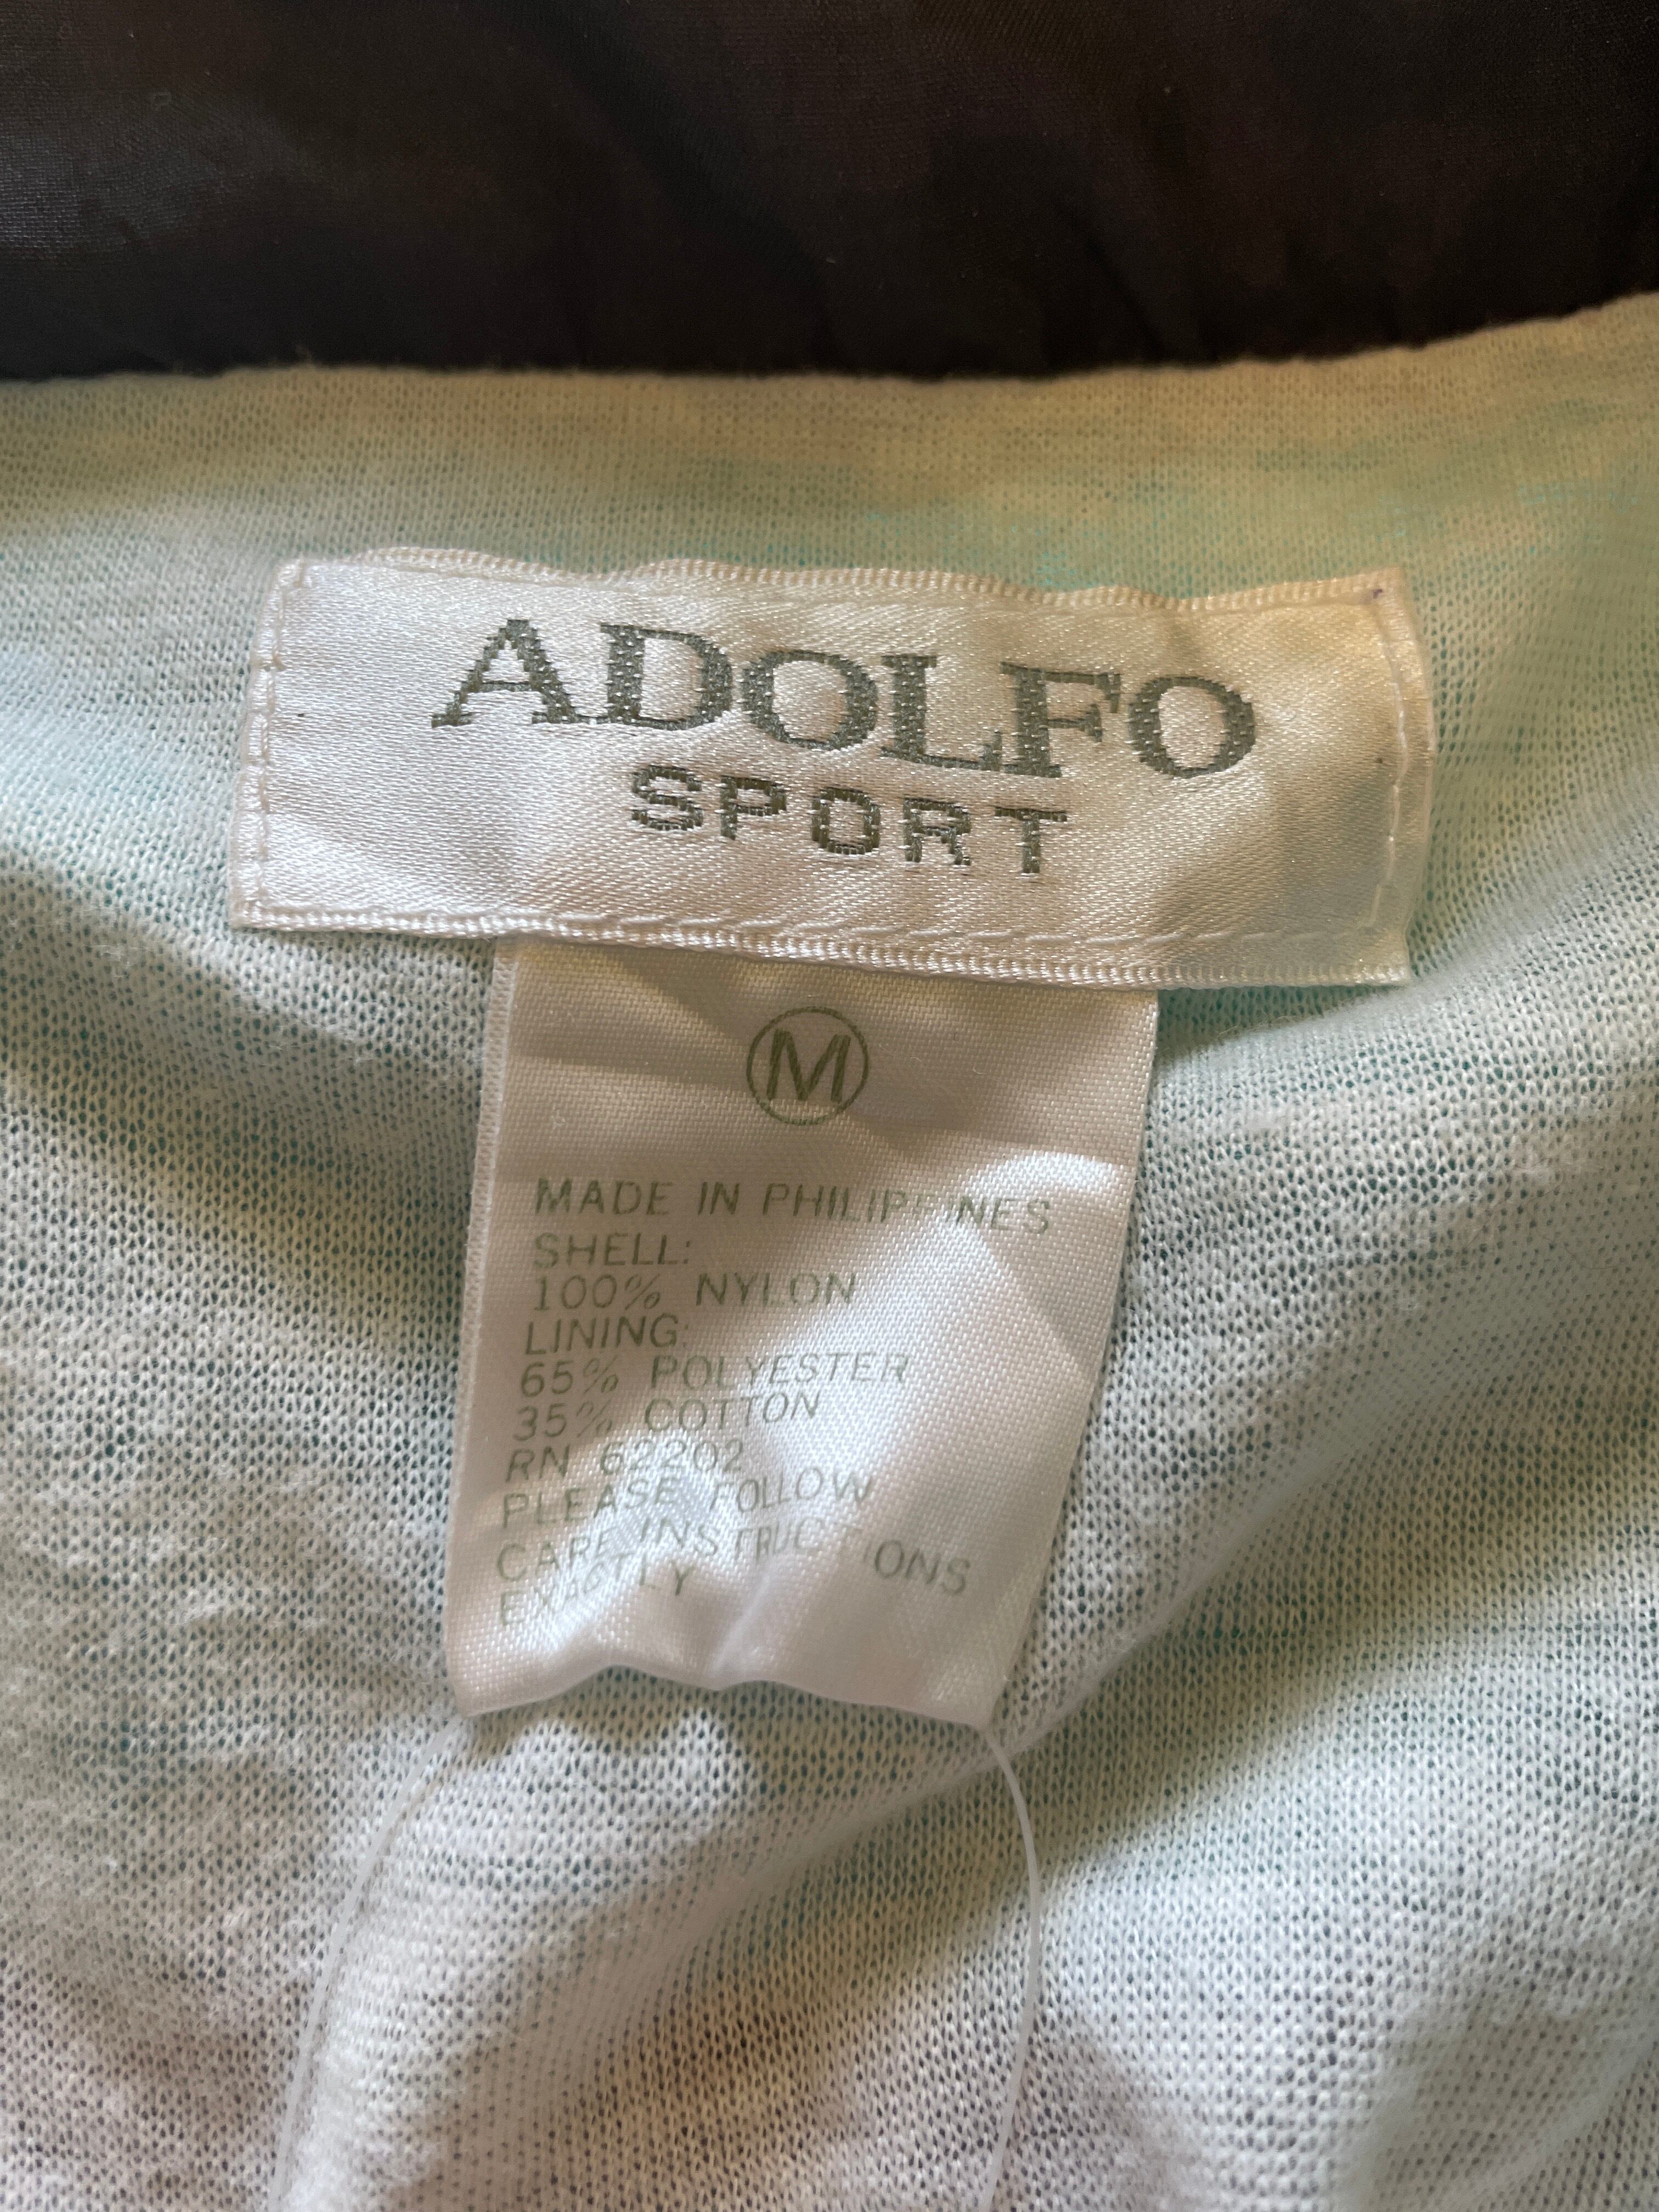 ADOLFO
SPORT
M
MADE IN PHILIPPINES
SHELL:
100% NYLON
LINING:
65% POLYESTER
35% COTTON
RN 62202
PLEASE FOLLOW
CARE INSTRUCTIONS
EXACTLY